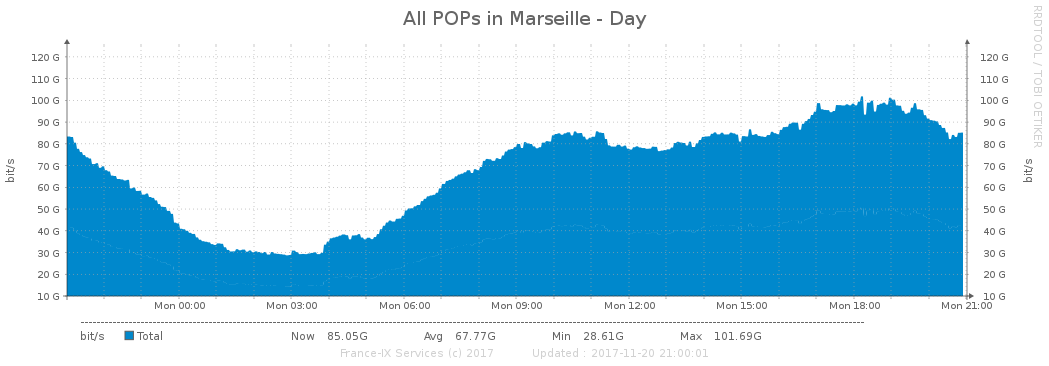 All POPs in Marseille - Day
RRDTOOL / TOBI OETIKER
120 G 120 G
110 G 110 G
100 G 100 G
90 G 90 G
80 G 80 G
70 G 70 G
60 G 60 G
50 G 50 G
40 G 40 G
30 G 30 G
20 G 20 G
10 G 10 G
bit/s
bit/s
Mon 00:00 Mon 03:00 Mon 06:00 Mon 09:00 Mon 12:00 Mon 15:00 Mon 18:00 Mon 21:00
bit/s Total Now 85.05G Avg 67.77G Min 28.61G Max 101.69G
France-IX Services (c) 2017 Updated : 2017-11-20 21:00:01